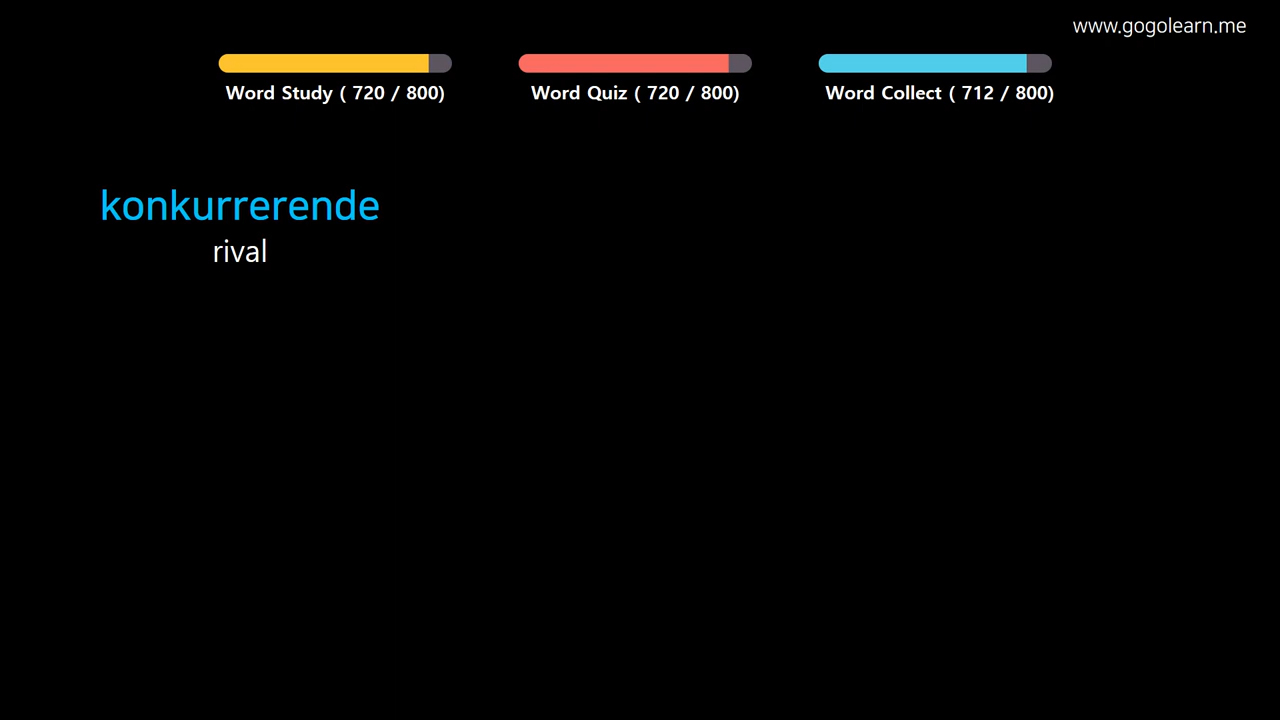 www.gogolearn.me
Word Study ( 720 / 800)
Word Quiz ( 720 / 800)
Word Collect ( 712 / 800)
konkurrerende
rival